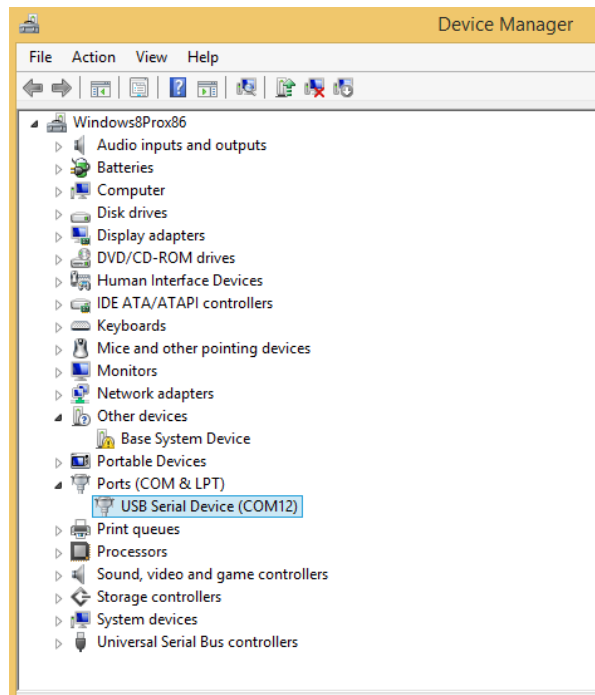 Device Manager
File Action View Help
Windows8Prox86
Audio inputs and outputs
Batteries
Computer
Disk drives
Display adapters
DVD/CD-ROM drives
Human Interface Devices
IDE ATA/ATAPI controllers
Keyboards
Mice and other pointing devices
Monitors
Network adapters
Other devices
Base System Device
Portable Devices
Ports (COM & LPT)
USB Serial Device (COM12)
Print queues
Processors
Sound, video and game controllers
Storage controllers
System devices
Universal Serial Bus controllers